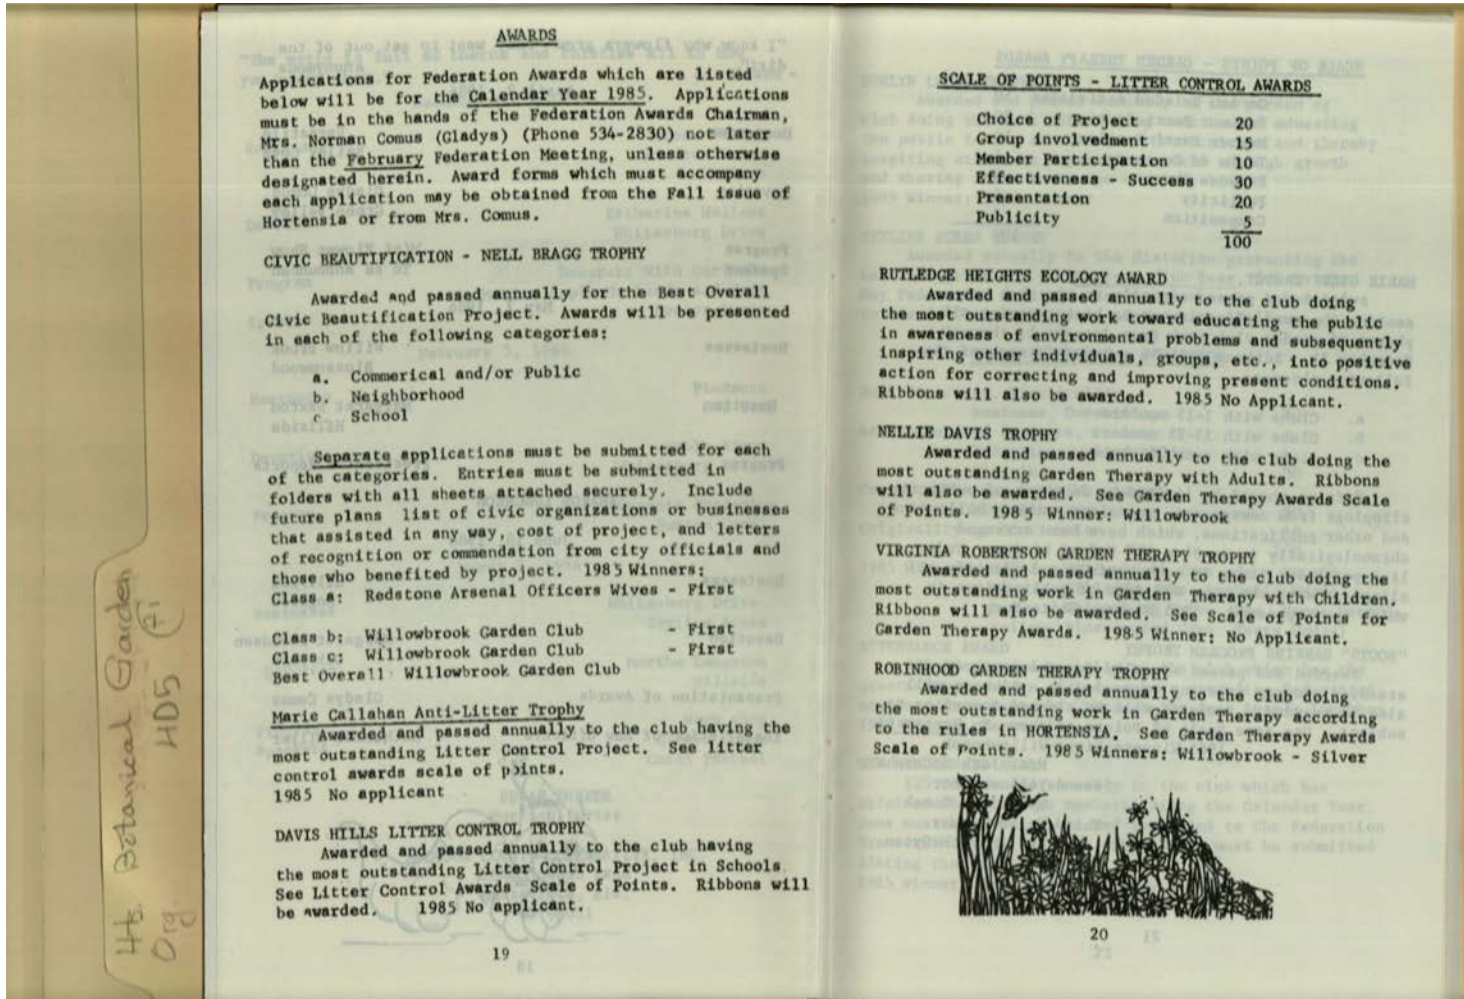 AWARDS
Applications for Federation Awards which are listed
below will be for the Calendar Year 1985. Applications
must be in the hands of the Federation Awards Chairman,
Mrs. Norman Comus (Gladys) (Phone 534-2830) not later
than the February Federation Meeting, unless otherwise
designated herein. Award forms which must accompany
each application may be obtained from the Fall issue of
Hortensia or from Mrs. Comus.
CIVIC BEAUTIFICATION - NELL BRAGG TROPHY
Awarded and passed annually for the Best Overall
Civic Beautification Project. Awards will be presented
in each of the following categories:
a. Commerical and/or Public
b. Neighborhood
c School
Separate applications must be submitted for each
of the categories. Entries must be submitted in
folders with all sheets attached securely. Include
future plans list of civic organizations or businesses
that assisted in any way, cost of project, and letters
of recognition or commendation from city officials and
those who benefited by project. 1985 Winners:
Class a: Redstone Arsenal Officers Wives - First
Class b: Willowbrook Garden Club - First
Class c: Willowbrook Garden Club - First
Best Overall Willowbrook Garden Club
Marie Callahan Anti-Litter Trophy
Awarded and passed annually to the club having the
most outstanding Litter Control Project. See litter
control awards scale of points.
1985 No applicant
DAVIS HILLS LITTER CONTROL TROPHY
Awarded and passed annually to the club having
the most outstanding Litter Control Project in Schools.
See Litter Control Awards Scale of Points. Ribbons will
be awarded. 1985 No applicant.
19
SCALE OF POINTS - LITTER CONTROL AWARDS
Choice of Project 20
Group involvedment 15
Member Participation 10
Effectiveness - Success 30
Presentation 20
Publicity 5
100
RUTLEDGE HEIGHTS ECOLOGY AWARD
Awarded and passed annually to the club doing
the most outstanding work toward educating the public
in awareness of environmental problems and subsequently
inspiring other individuals, groups, etc., into positive
action for correcting and improving present conditions.
Ribbons will also be awarded. 1985 No Applicant.
NELLIE DAVIS TROPHY
Awarded and passed annually to the club doing the
most outstanding Garden Therapy with Adults. Ribbons
will also be awarded. See Garden Therapy Awards Scale
of Points. 1985 Winner: Willowbrook
VIRGINIA ROBERTSON GARDEN THERAPY TROPHY
Awarded and passed annually to the club doing the
most outstanding work in Garden Therapy with Children.
Ribbons will also be awarded. See Scale of Points for
Garden Therapy Awards. 1985 Winner: No Applicant.
ROBINHOOD GARDEN THERAPY TROPHY
Awarded and passed annually to the club doing
the most outstanding work in Garden Therapy according
to the rules in HORTENSIA. See Garden Therapy Awards
Scale of Points. 1985 Winners: Willowbrook - Silver
20
Botanical Garden
Org.